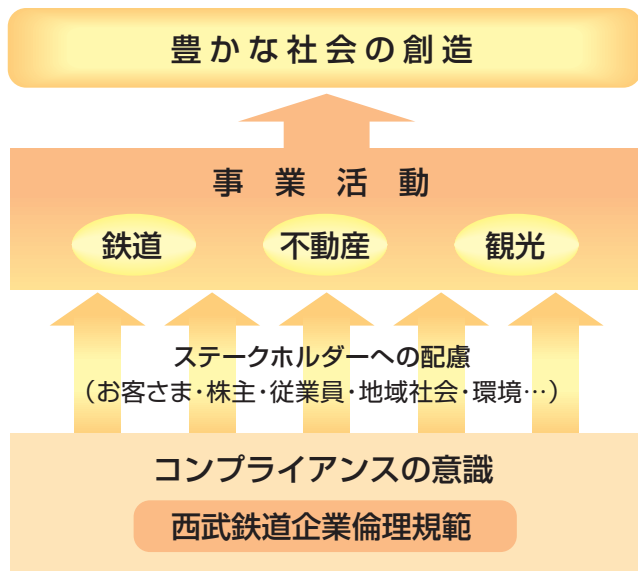 豊かな社会の創造
事業活動
鉄道 不動産 観光
ステークホルダーへの配慮
（お客さま・株主・従業員・地域社会・環境…）
コンプライアンスの意識
西武鉄道企業倫理規範